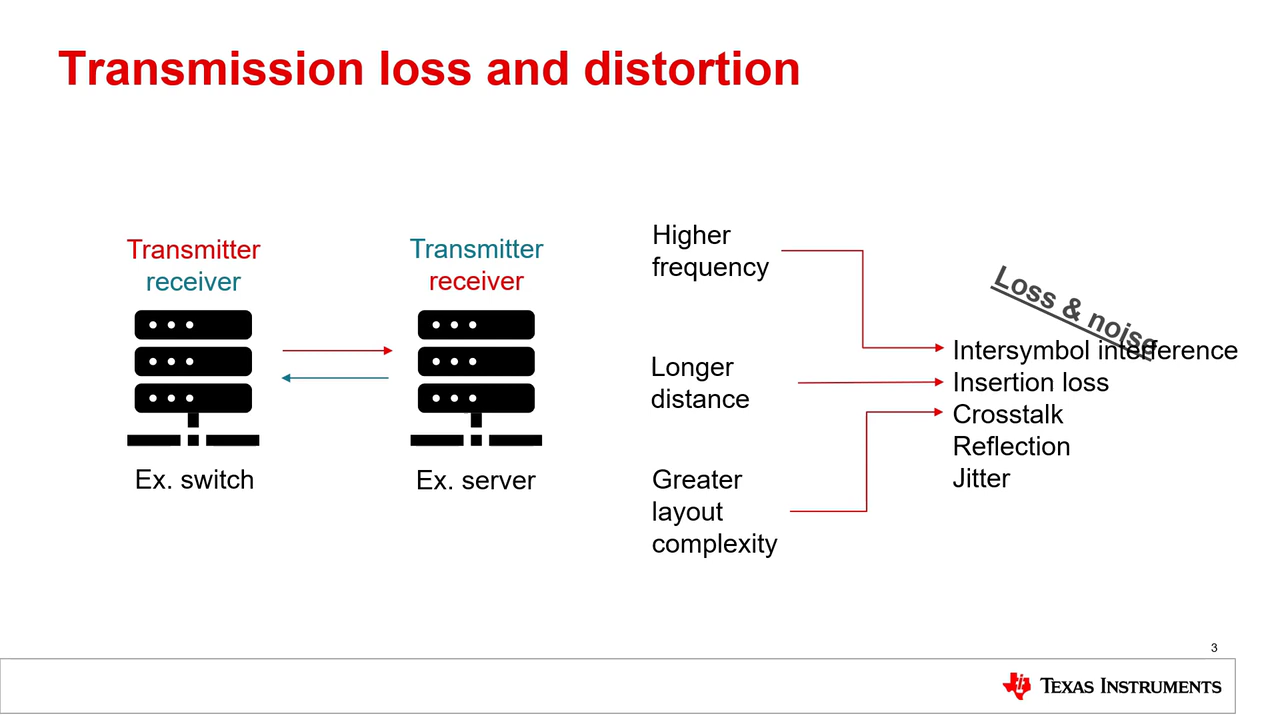 Transmission loss and distortion
Transmitter
receiver
Transmitter
receiver
Ex. switch
Ex. server
Higher
frequency
Longer
distance
Greater
layout
complexity
Loss & noise
Intersymbol interference
Insertion loss
Crosstalk
Reflection
Jitter
3
TEXAS INSTRUMENTS